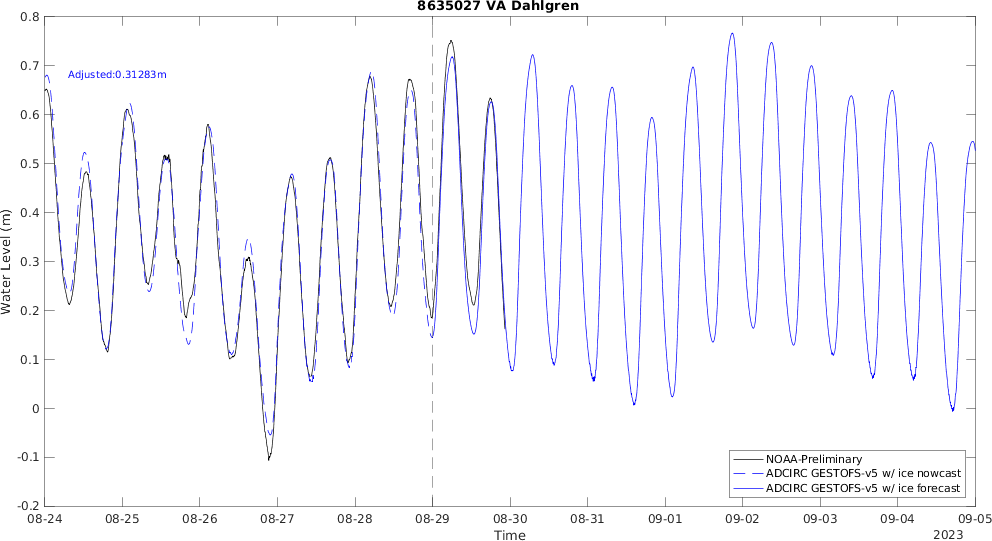 8635027 VA Dahlgren
Adjusted:0.31283m
Water Level (m)
0.8
0.7
0.6
0.5
0.4
0.3
0.2
0.1
0
-0.1
-0.2
NOAA-Preliminary
ADCIRC GESTOFS-v5 w/ ice nowcast
ADCIRC GESTOFS-v5 w/ ice forecast
08-24 08-25 08-26 08-27 08-28 08-29 08-30 08-31 09-01 09-02 09-03 09-04 09-05
Time
2023